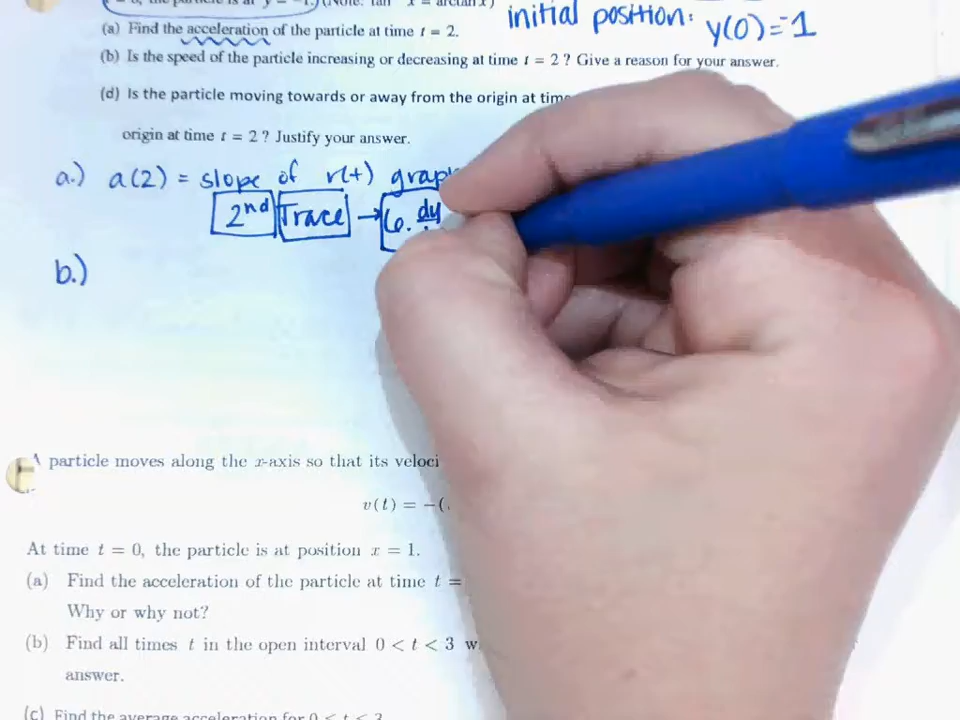 x = arctan x)
initial position: y(0)=-1
(a) Find the acceleration of the particle at time t = 2.
(b) Is the speed of the particle increasing or decreasing at time t = 2 ? Give a reason for your answer.
(d) Is the particle moving towards or away from the origin at time
origin at time t = 2 ? Justify your answer.
a.) a(2) = slope of v(t) graph
2nd Trace → 6. dy
b.)
particle moves along the x-axis so that its veloci
v(t) = −(
At time t = 0, the particle is at position x = 1.
(a) Find the acceleration of the particle at time t =
Why or why not?
(b) Find all times t in the open interval 0 < t < 3 w
answer.
(c) Find the average acceleration for 0 ≤ t ≤ 3